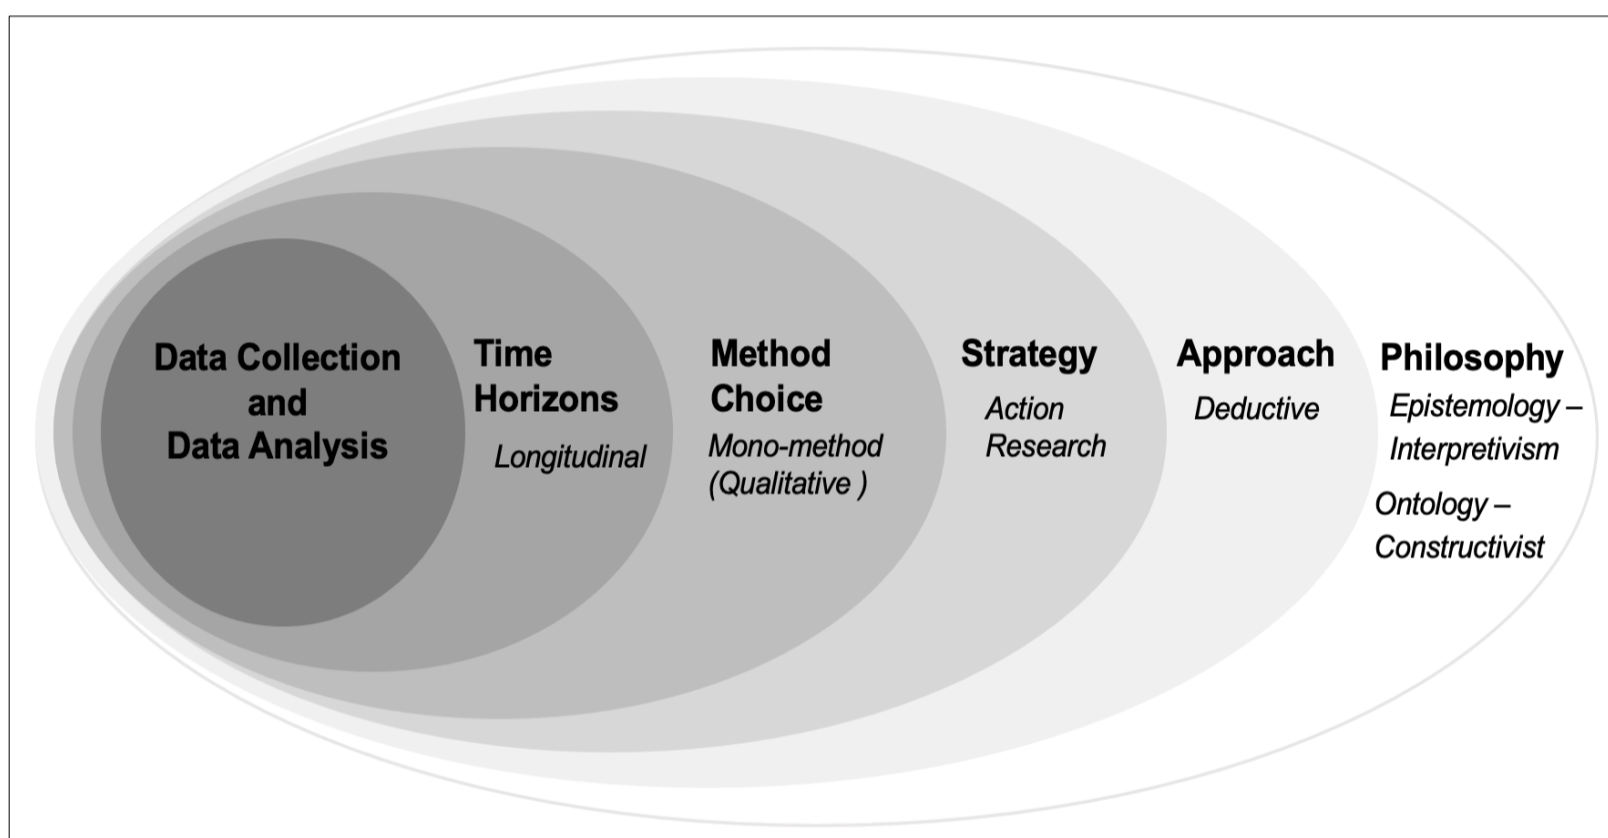 Data Collection
and
Data Analysis
Time
Horizons
Longitudinal
Method
Choice
Mono-method
(Qualitative )
Strategy
Action
Research
Approach
Deductive
Philosophy
Epistemology –
Interpretivism
Ontology –
Constructivist